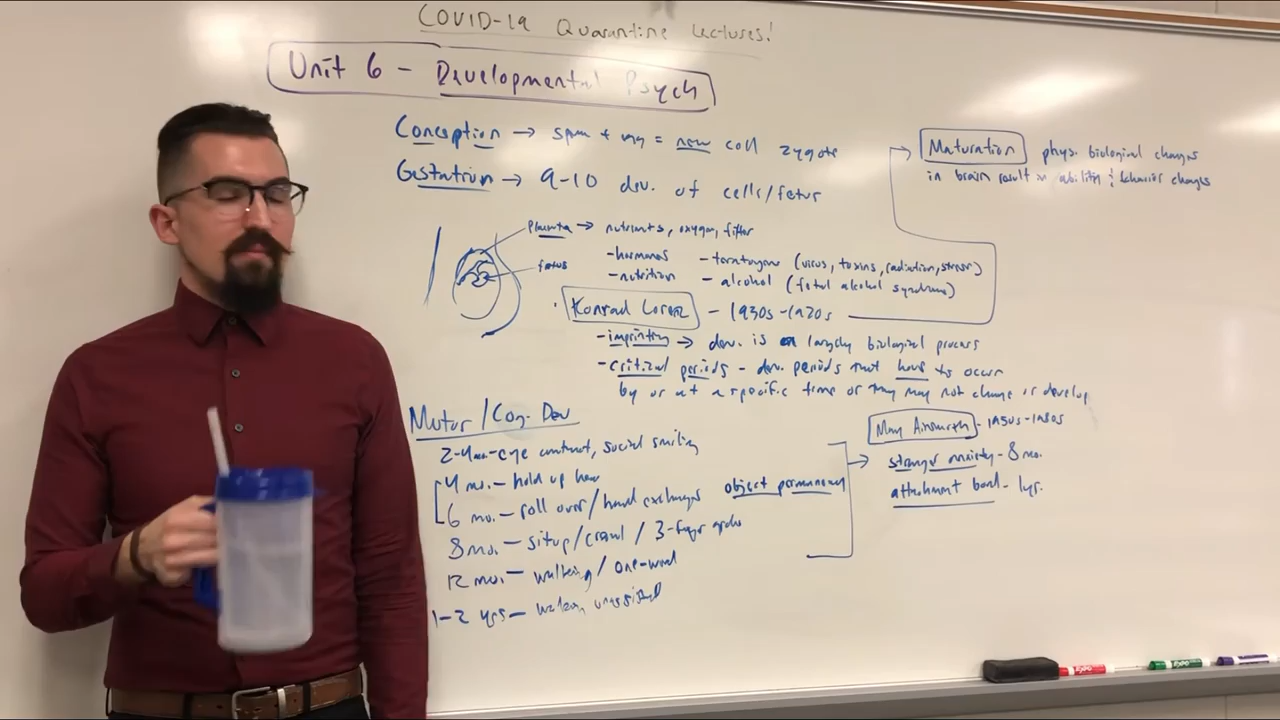 COVID-19 Quarantine Lectures!
Unit 6 - Developmental Psych
Conception → sperm + egg = new cell zygote
Gestation → 9-10 dev. of cells/fetus
placenta → nutrients, oxygen, filter
fetus
-hormones - teratogens (virus, toxins, radiation, stress)
-nutrition - alcohol (fetal alcohol syndrome)
Konrad Lorenz - 1930s-1970s
-imprinting → dev. is largely biological process
-critical periods - dev. periods that have to occur
by or at a specific time or they may not change or develop
Maturation phys. biological changes
in brain result in ability & behavior changes
Motor/Cog. Dev
2-4 mo. - eye contact, social smiling
4 mo. - hold up head
6 mo. - roll over/hand exchanges object permanency
8 mo. - situp/crawl / 3-finger
12 mo. - walking/one-word
1-2 yrs - walking unassisted
Mary Ainsworth - 1950s-1980s
stranger anxiety - 8 mo.
attachment bond - 1yr.
EXPO
EXPO